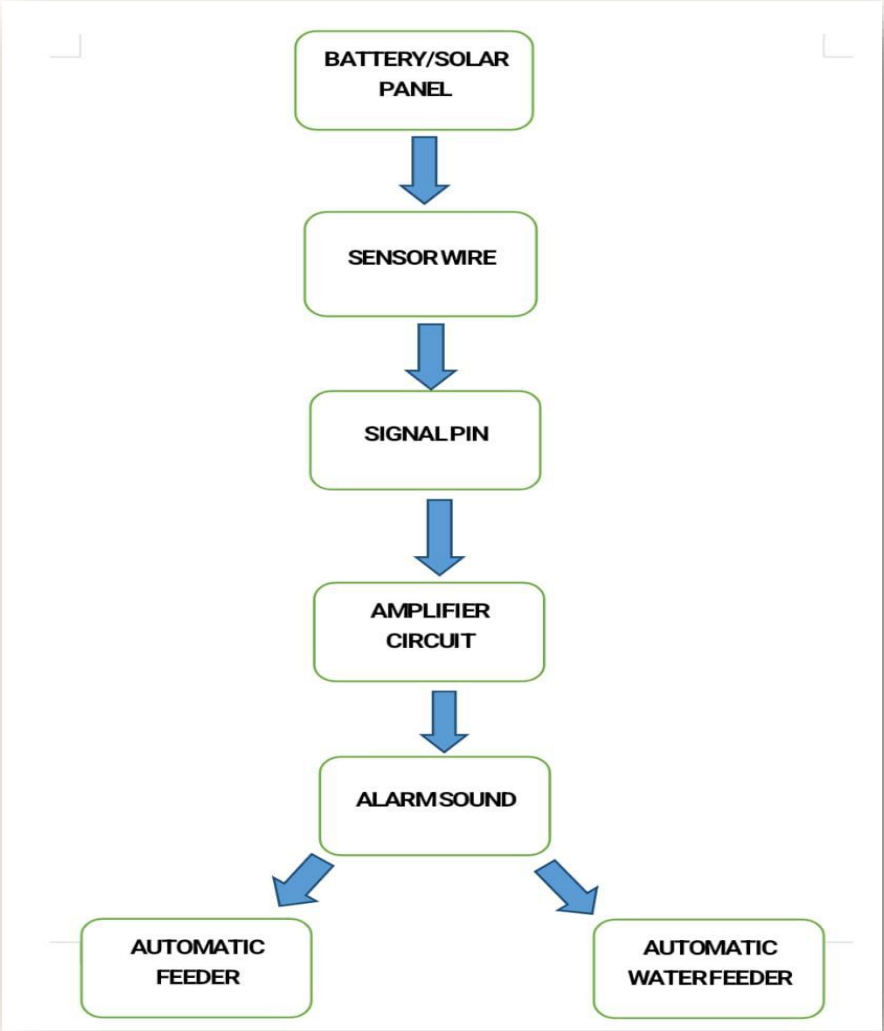 BATTERY/SOLAR
PANEL
SENSOR WIRE
SIGNAL PIN
AMPLIFIER
CIRCUIT
ALARM SOUND
AUTOMATIC
FEEDER
AUTOMATIC
WATER FEEDER